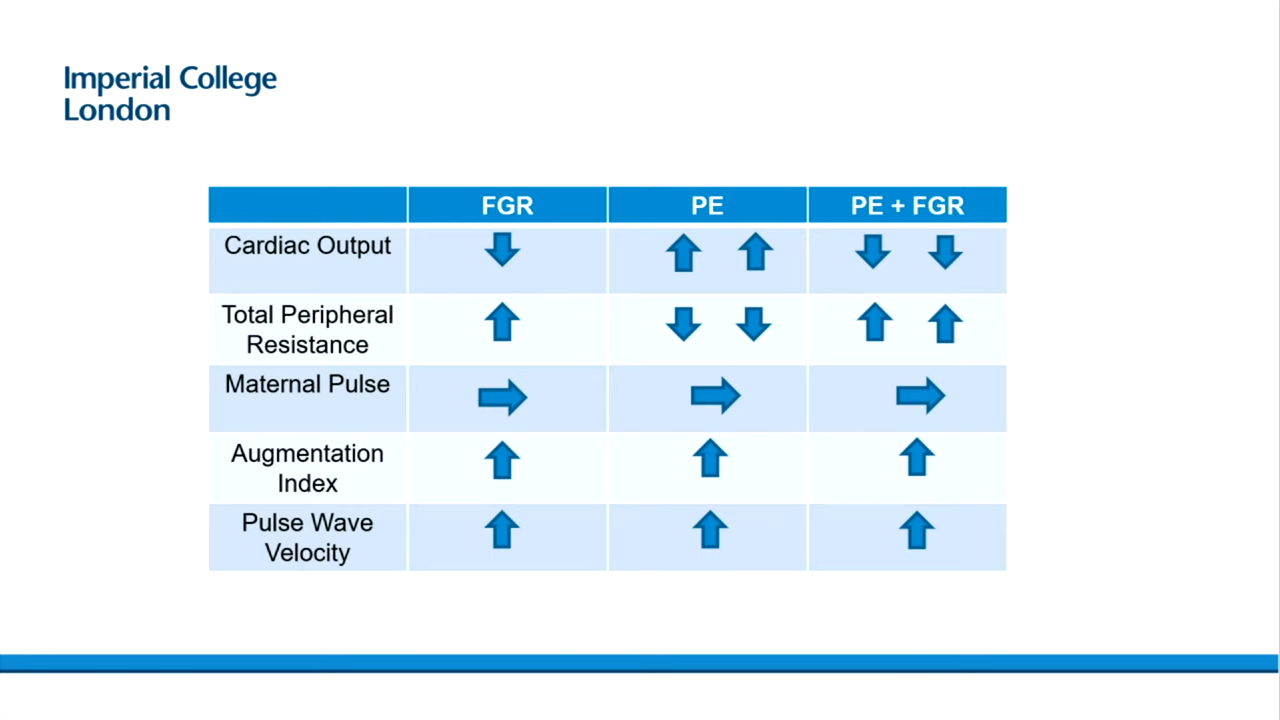 Imperial College
London
FGR
PE
PE + FGR
Cardiac Output
Total Peripheral
Resistance
Maternal Pulse
Augmentation
Index
Pulse Wave
Velocity